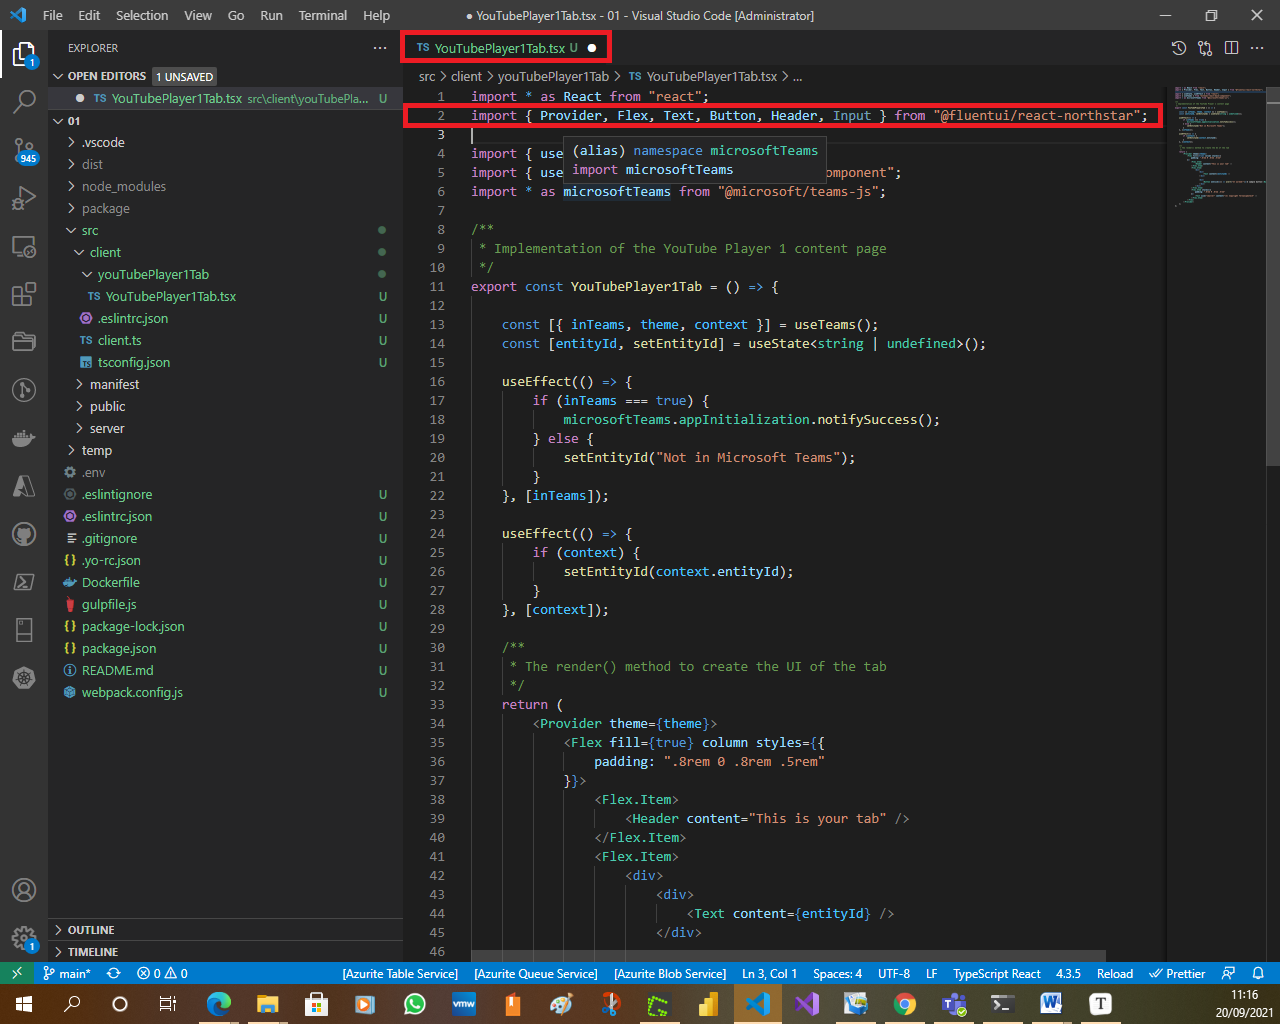 File Edit Selection View Go Run Terminal Help
● YouTubePlayer1Tab.tsx - 01 - Visual Studio Code [Administrator]
EXPLORER
TS YouTubePlayer1Tab.tsx U
OPEN EDITORS 1 UNSAVED
TS YouTubePlayer1Tab.tsx src\client\youTubePla... U
src > client > youTubePlayer1Tab > TS YouTubePlayer1Tab.tsx > ...
01
.vscode
dist
node_modules
package
src
client
youTubePlayer1Tab
TS YouTubePlayer1Tab.tsx U
.eslintrc.json U
TS client.ts U
TS tsconfig.json U
manifest
public
server
temp
.env
.eslintignore U
.eslintrc.json U
.gitignore U
{} .yo-rc.json U
Dockerfile U
gulpfile.js U
{} package-lock.json U
{} package.json U
README.md U
webpack.config.js U
OUTLINE
TIMELINE
1
945
1
1 import * as React from "react";
2 import { Provider, Flex, Text, Button, Header, Input } from "@fluentui/react-northstar";
3
4 import { use
5 import { use omponent";
6 import * as microsoftTeams from "@microsoft/teams-js";
(alias) namespace microsoftTeams
import microsoftTeams
7
8 /**
9 * Implementation of the YouTube Player 1 content page
10 */
11 export const YouTubePlayer1Tab = () => {
12
13 const [{ inTeams, theme, context }] = useTeams();
14 const [entityId, setEntityId] = useState<string | undefined>();
15
16 useEffect(() => {
17 if (inTeams === true) {
18 microsoftTeams.appInitialization.notifySuccess();
19 } else {
20 setEntityId("Not in Microsoft Teams");
21 }
22 }, [inTeams]);
23
24 useEffect(() => {
25 if (context) {
26 setEntityId(context.entityId);
27 }
28 }, [context]);
29
30 /**
31 * The render() method to create the UI of the tab
32 */
33 return (
34 <Provider theme={theme}>
35 <Flex fill={true} column styles={{
36 padding: ".8rem 0 .8rem .5rem"
37 }}>
38 <Flex.Item>
39 <Header content="This is your tab" />
40 </Flex.Item>
41 <Flex.Item>
42 <div>
43 <div>
44 <Text content={entityId} />
45 </div>
46
main* 0 0 [Azurite Table Service] [Azurite Queue Service] [Azurite Blob Service] Ln 3, Col 1 Spaces: 4 UTF-8 LF TypeScript React 4.3.5 Reload Prettier
vmw
T
11:16
20/09/2021